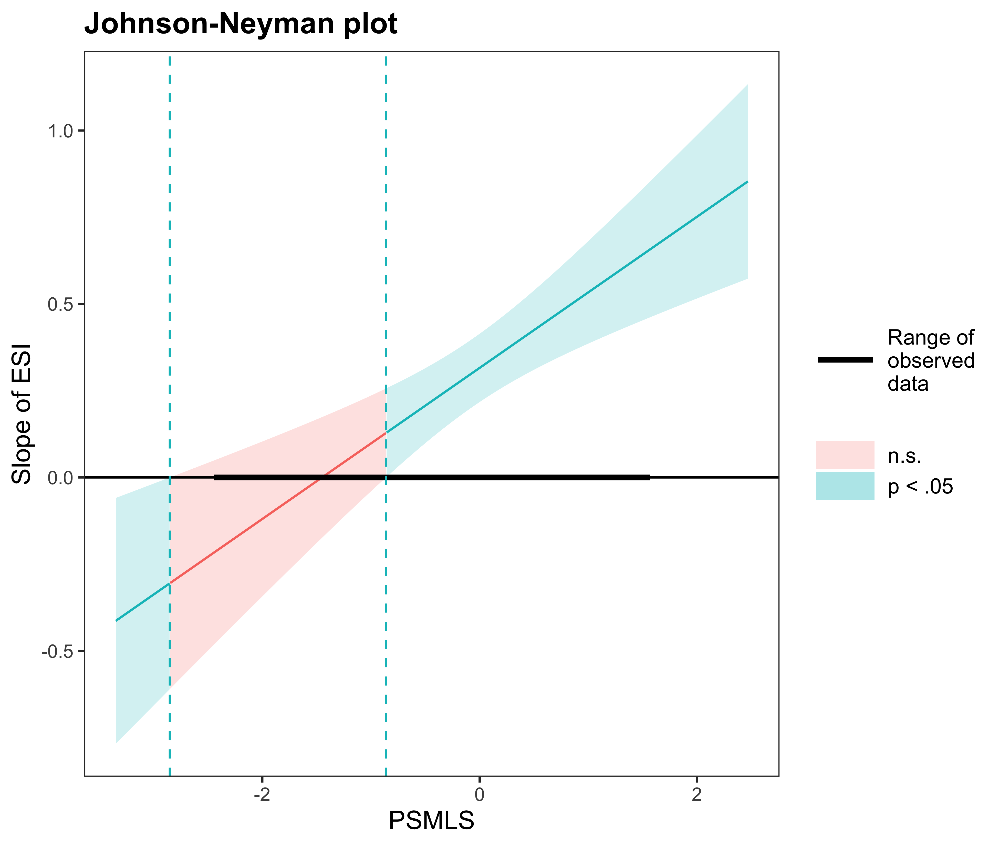 Johnson-Neyman plot
Slope of ESI
1.0
0.5
0.0
-0.5
-2
0
2
PSMLS
Range of
observed
data
n.s.
p < .05